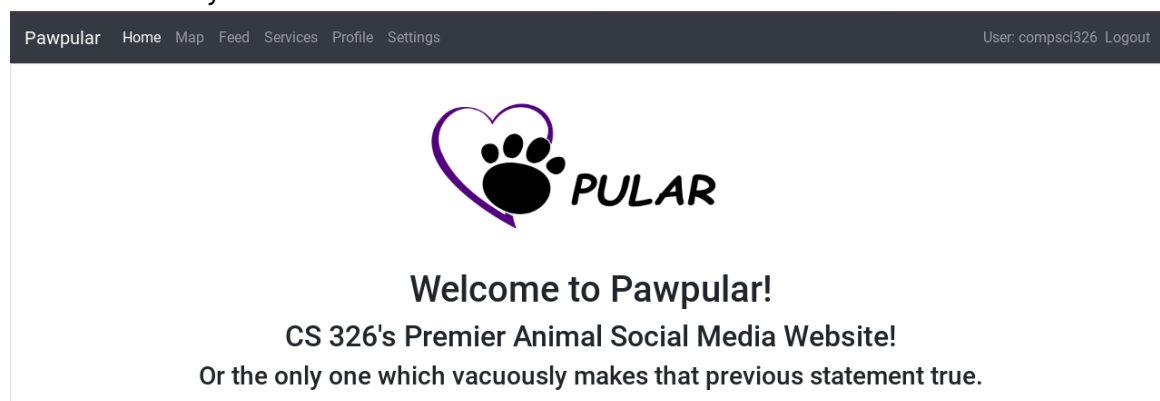 Pawpular Home Map Feed Services Profile Settings User: compsci326 Logout
PULAR
Welcome to Pawpular!
CS 326's Premier Animal Social Media Website!
Or the only one which vacuously makes that previous statement true.